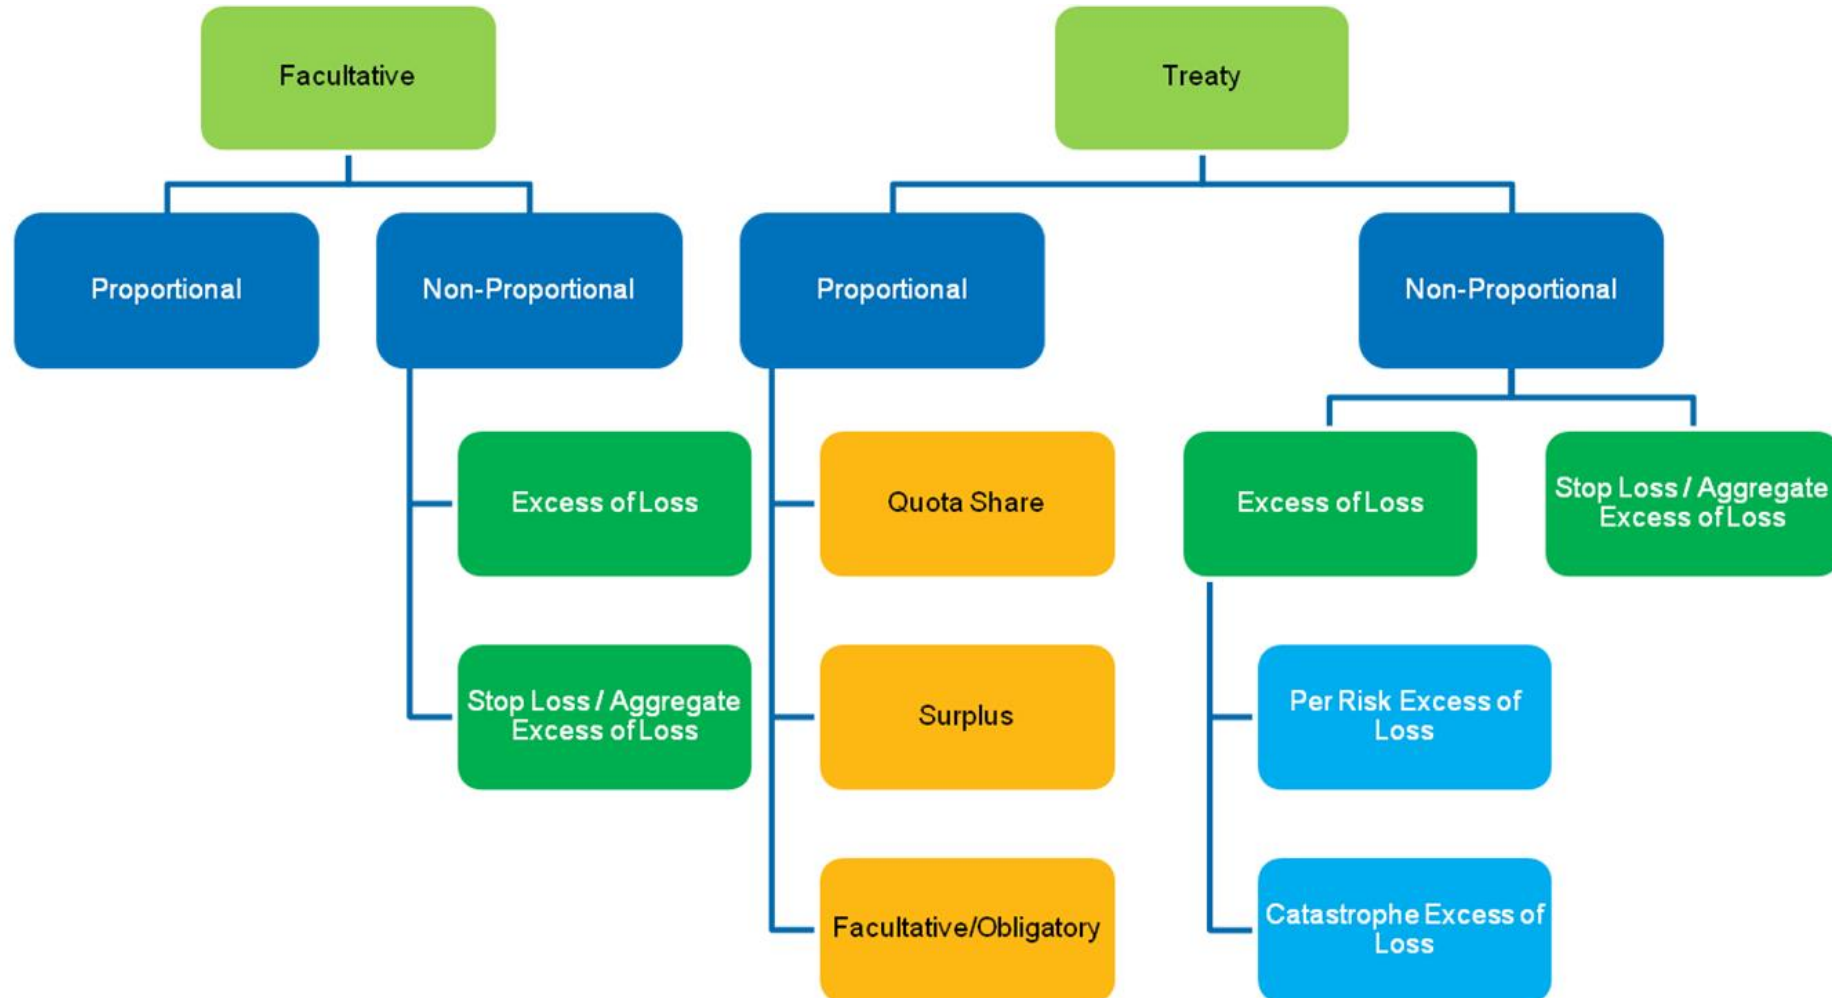 Facultative
Treaty
Proportional
Non-Proportional
Proportional
Non-Proportional
Excess of Loss
Quota Share
Excess of Loss
Stop Loss / Aggregate
Excess of Loss
Stop Loss / Aggregate
Excess of Loss
Surplus
Per Risk Excess of
Loss
Facultative/Obligatory
Catastrophe Excess of
Loss